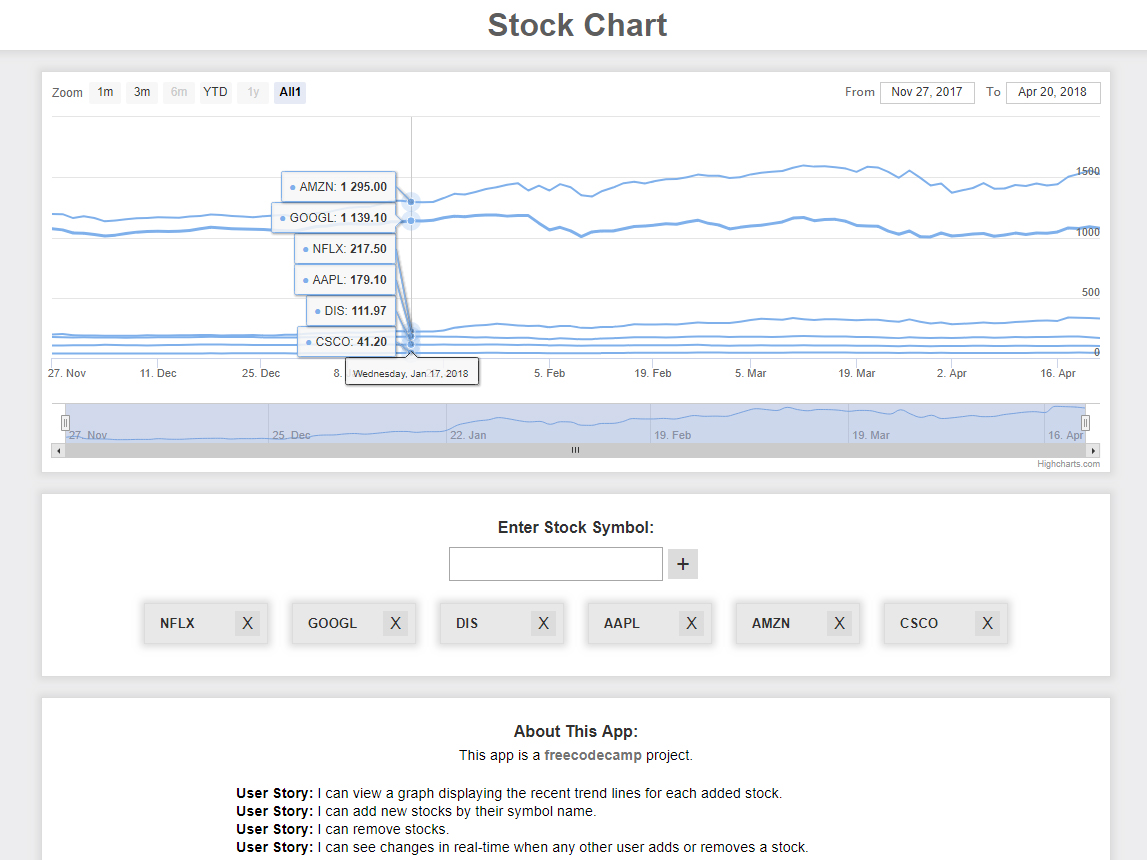 Stock Chart
Zoom 1m 3m 6m YTD 1y All1 From Nov 27, 2017 To Apr 20, 2018
1500
AMZN: 1 295.00
GOOGL: 1 139.10
1000
NFLX: 217.50
AAPL: 179.10
500
DIS: 111.97
CSCO: 41.20
0
27. Nov 11. Dec 25. Dec 8. 5. Feb 19. Feb 5. Mar 19. Mar 2. Apr 16. Apr
Wednesday, Jan 17, 2018
27. Nov 25. Dec 22. Jan 19. Feb 19. Mar 16. Apr
Highcharts.com
Enter Stock Symbol:
+
NFLX X GOOGL X DIS X AAPL X AMZN X CSCO X
About This App:
This app is a freecodecamp project.
User Story: I can view a graph displaying the recent trend lines for each added stock.
User Story: I can add new stocks by their symbol name.
User Story: I can remove stocks.
User Story: I can see changes in real-time when any other user adds or removes a stock.